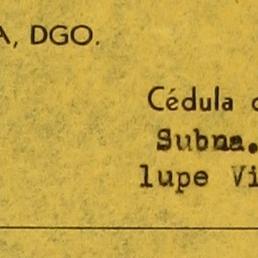 A, DGO.
Cédula
Subna.
lupe Vi